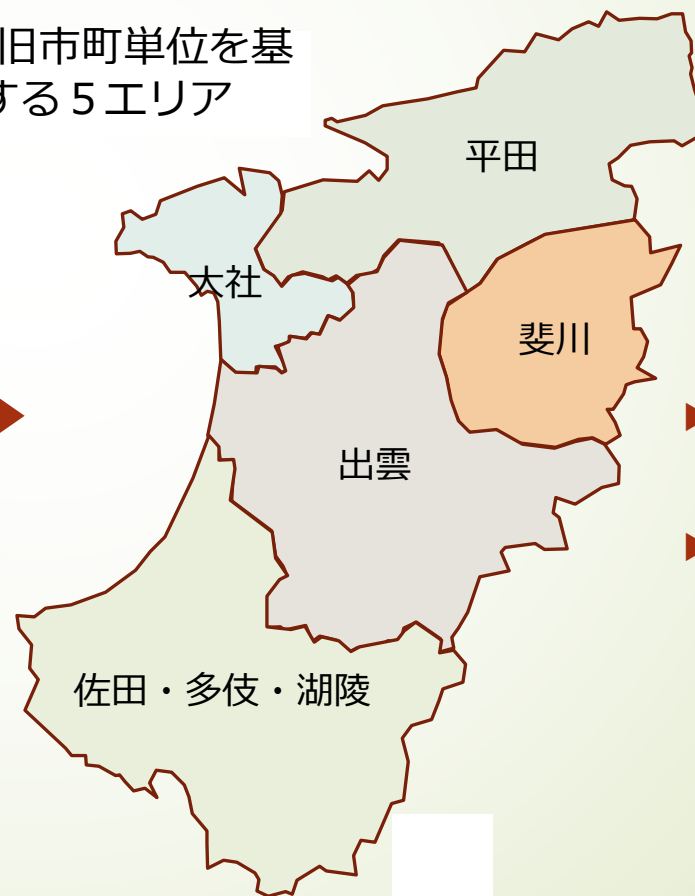 旧市町単位を基
する５エリア
平田
大社
斐川
出雲
佐田・多伎・湖陵